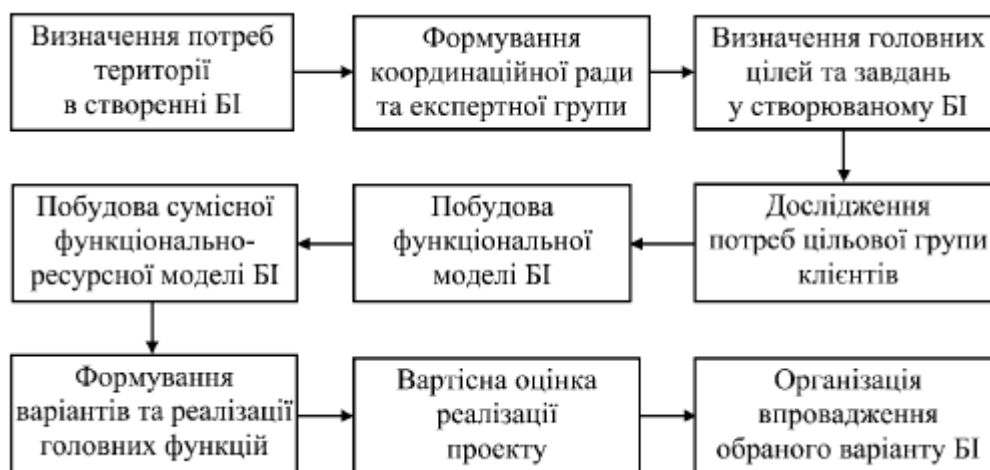 Визначення потреб
території
в створенні БІ
Формування
координаційної ради
та експертної групи
Визначення головних
цілей та завдань
у створюваному БІ
Дослідження
потреб цільової групи
клієнтів
Побудова
функціональної
моделі БІ
Побудова сумісної
функціонально-
ресурсної моделі БІ
Формування
варіантів та реалізації
головних функцій
Вартісна оцінка
реалізації
проекту
Організація
впровадження
обраного варіанту БІ